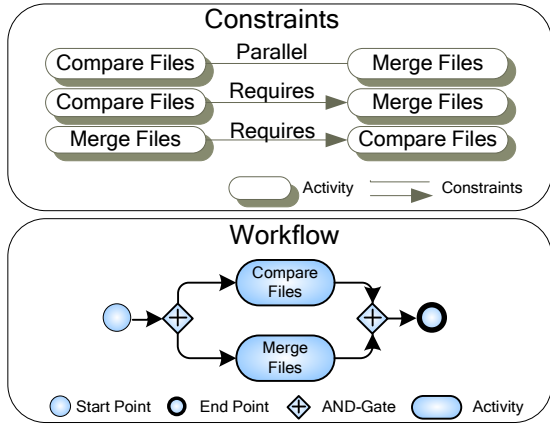 Constraints
Compare Files Parallel Merge Files
Compare Files Requires Merge Files
Merge Files Requires Compare Files
Activity Constraints
Workflow
Compare
Files
Merge
Files
Start Point End Point AND-Gate Activity